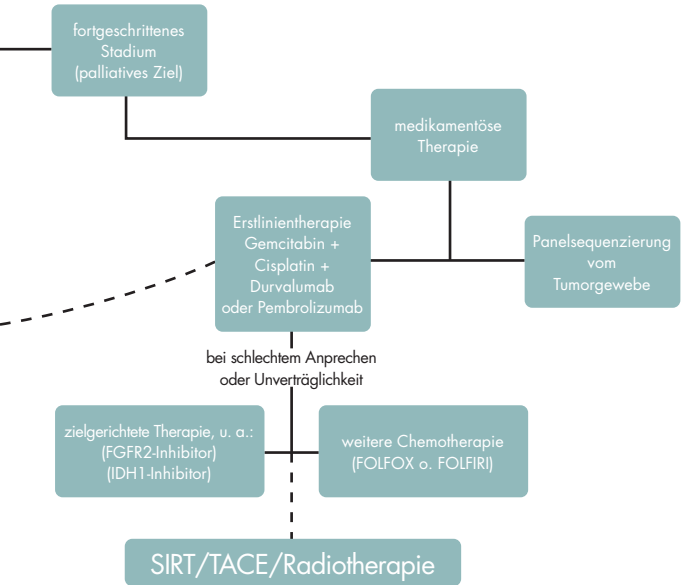 fortgeschrittenes
Stadium
(palliatives Ziel)
medikamentöse
Therapie
Erstlinientherapie
Gemcitabin +
Cisplatin +
Durvalumab
oder Pembrolizumab
Panelsequenzierung
vom
Tumorgewebe
bei schlechtem Anprechen
oder Unverträglichkeit
zielgerichtete Therapie, u. a.:
(FGFR2-Inhibitor)
(IDH1-Inhibitor)
weitere Chemotherapie
(FOLFOX o. FOLFIRI)
SIRT/TACE/Radiotherapie